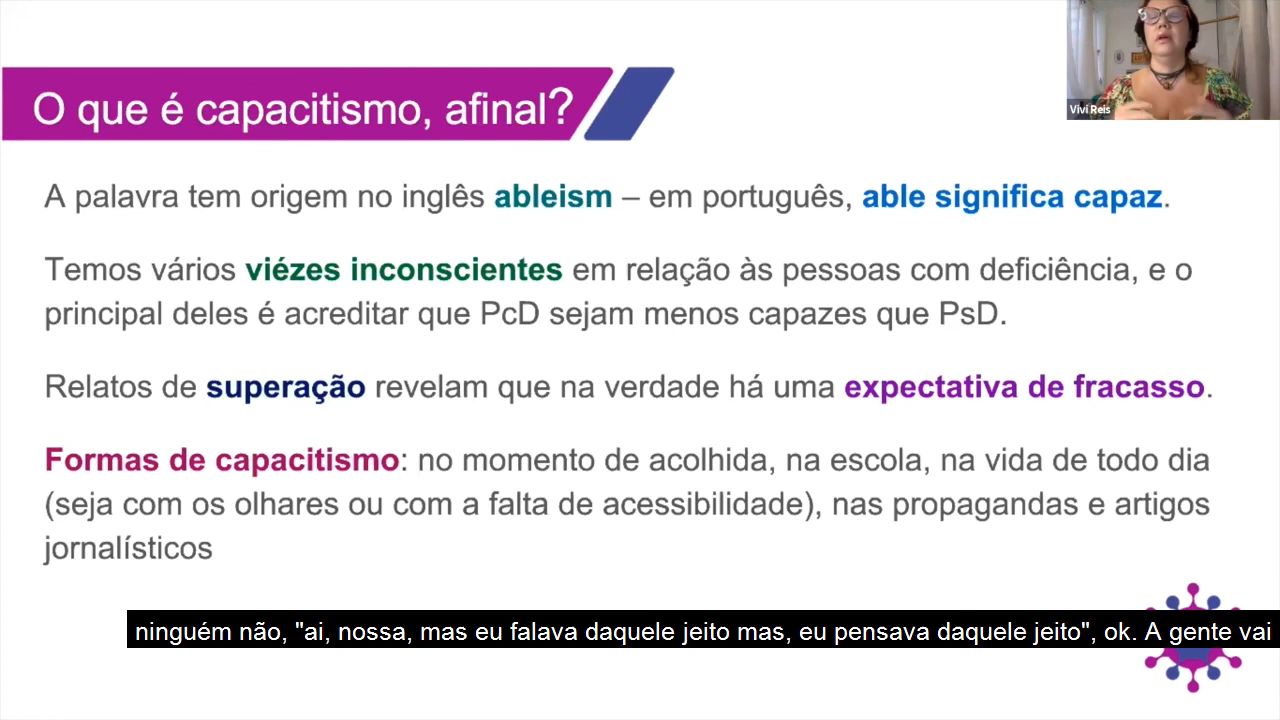 O que é capacitismo, afinal?
Vivi Reis
A palavra tem origem no inglês ableism – em português, able significa capaz.
Temos vários viézes inconscientes em relação às pessoas com deficiência, e o
principal deles é acreditar que PcD sejam menos capazes que PsD.
Relatos de superação revelam que na verdade há uma expectativa de fracasso.
Formas de capacitismo: no momento de acolhida, na escola, na vida de todo dia
(seja com os olhares ou com a falta de acessibilidade), nas propagandas e artigos
jornalísticos
ninguém não, "ai, nossa, mas eu falava daquele jeito mas, eu pensava daquele jeito", ok. A gente vai